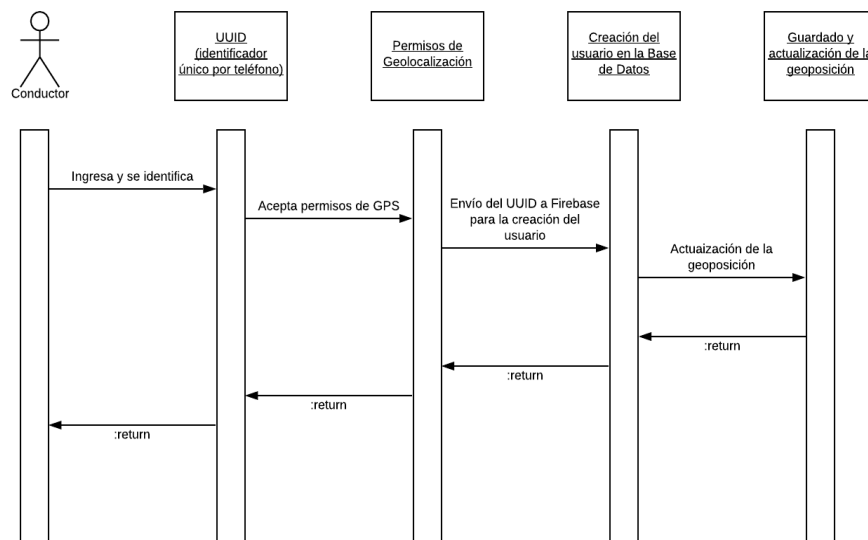 UUID
(identificador
único por teléfono)
Permisos de
Geolocalización
Creación del
usuario en la Base
de Datos
Guardado y
actualización de la
geoposición
Conductor
Ingresa y se identifica
Acepta permisos de GPS
Envío del UUID a Firebase
para la creación del
usuario
Actuaización de la
geoposición
:return
:return
:return
:return